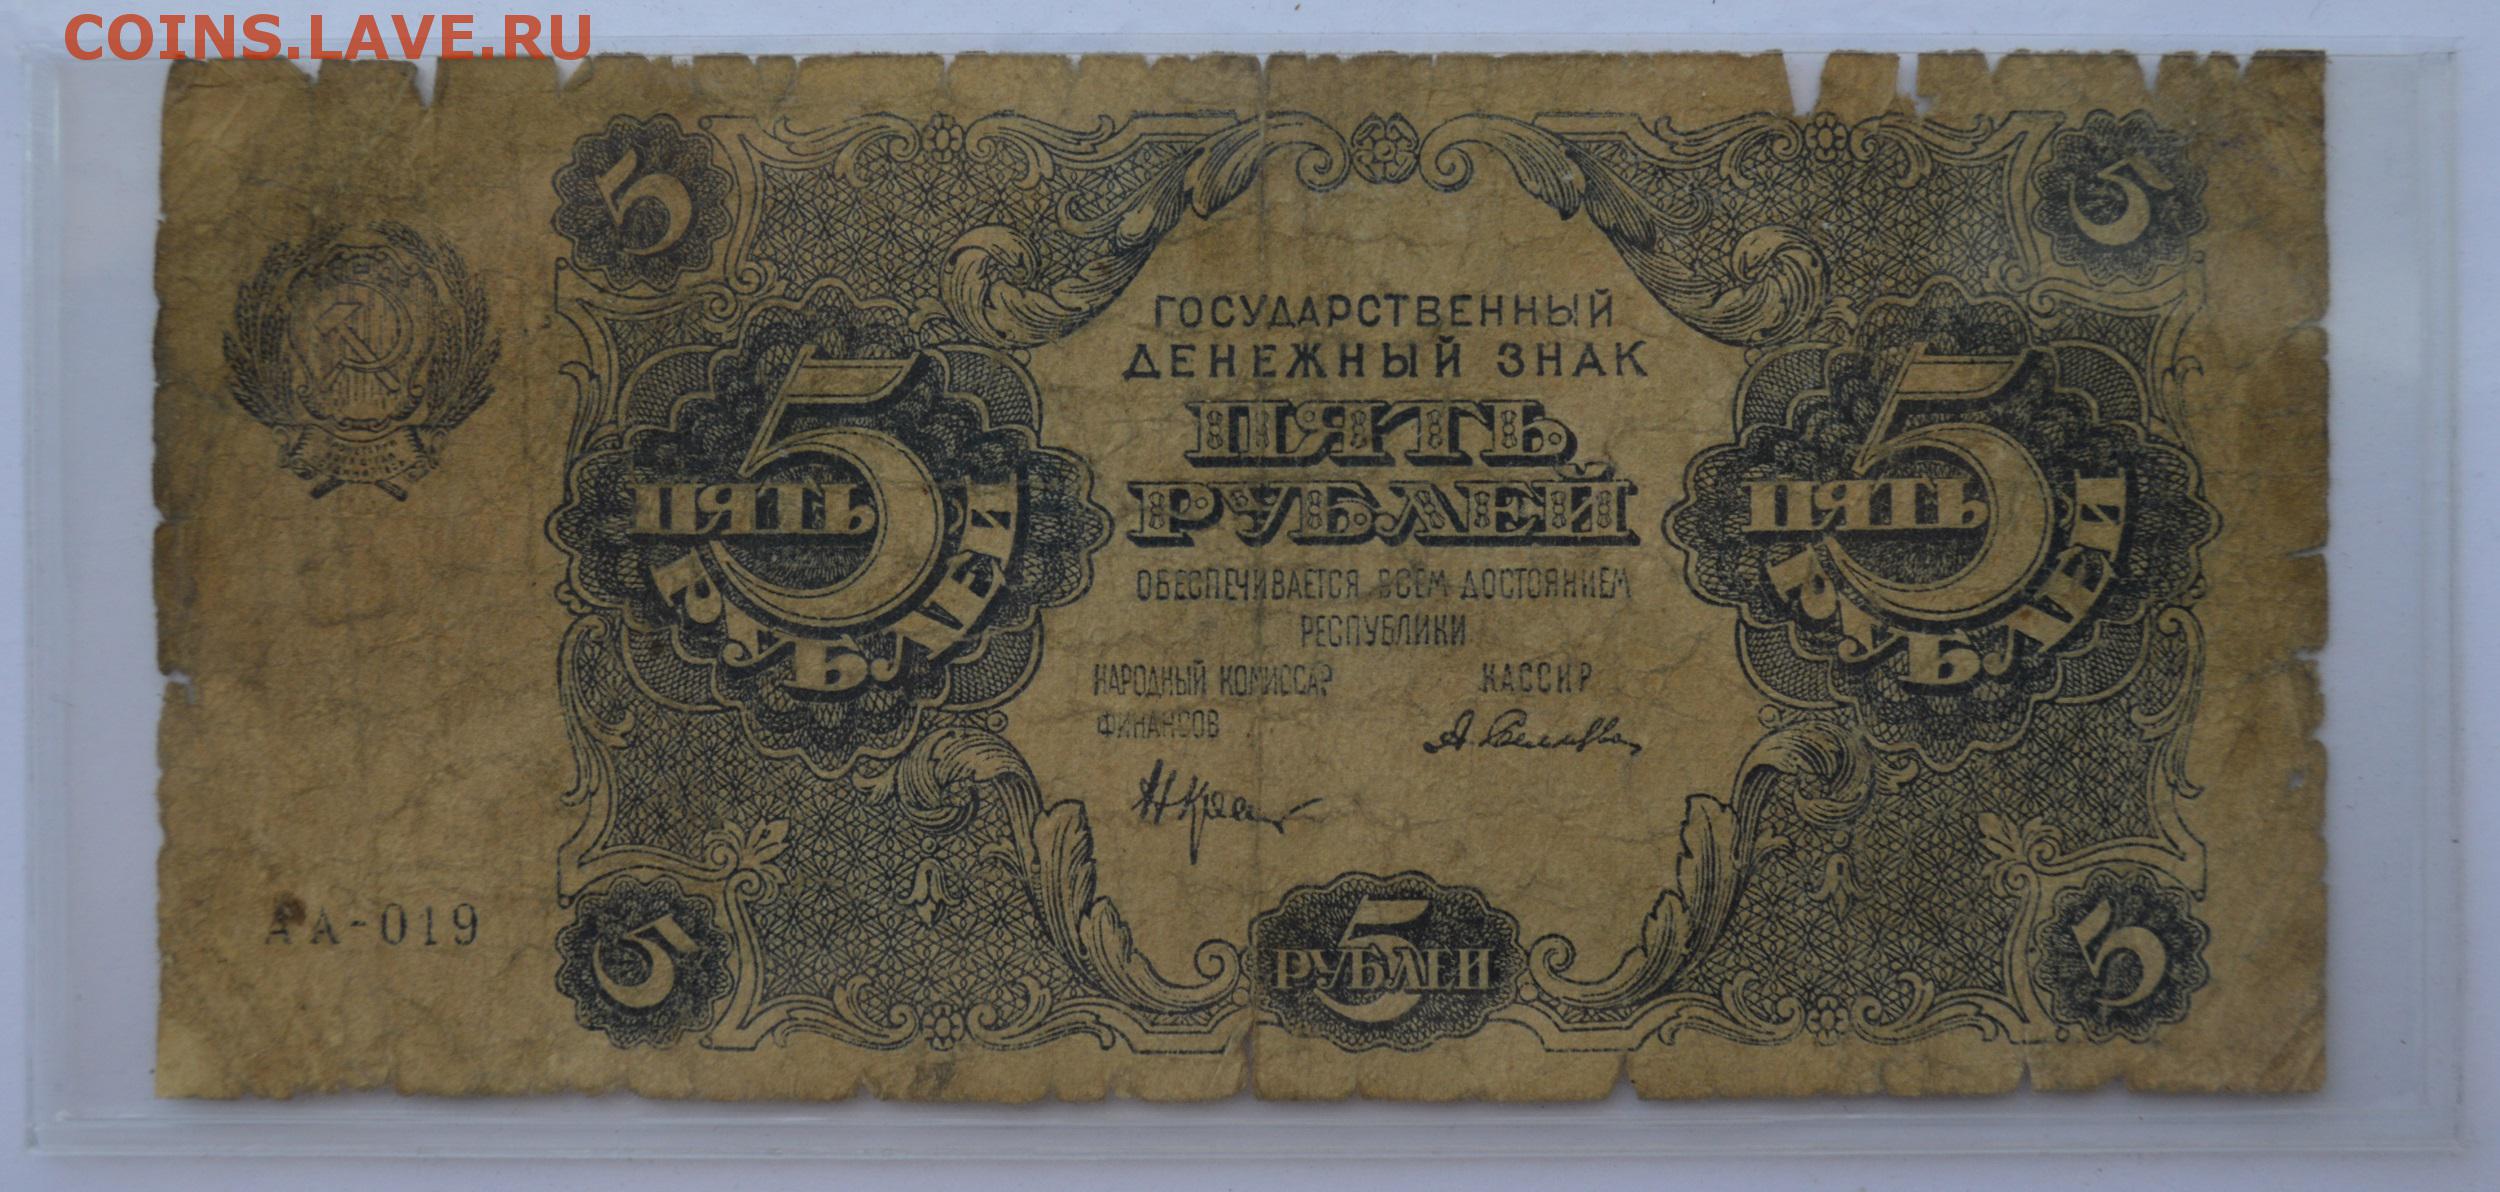 COINS.LAVE.RU
5
5
ГОСУДАРСТВЕННЫЙ
ДЕНЕЖНЫЙ ЗНАК
ПЯТЬ
РУБЛЕЙ
5
ПЯТЬ
РУБЛЕЙ
5
ПЯТЬ
РУБЛЕЙ
ОБЕСПЕЧИВАЕТСЯ ВСЕМ ДОСТОЯНИЕМ
РЕСПУБЛИКИ
НАРОДНЫЙ КОМИССАР
ФИНАНСОВ
КАССИР
АА-019
5
5
РУБЛЕЙ
5